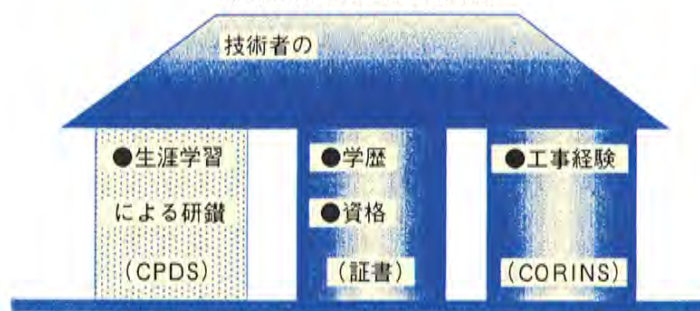 技術者の
●生涯学習
による研鑚
(CPDS)
●学歴
●資格
(証書)
●工事経験
(CORINS)